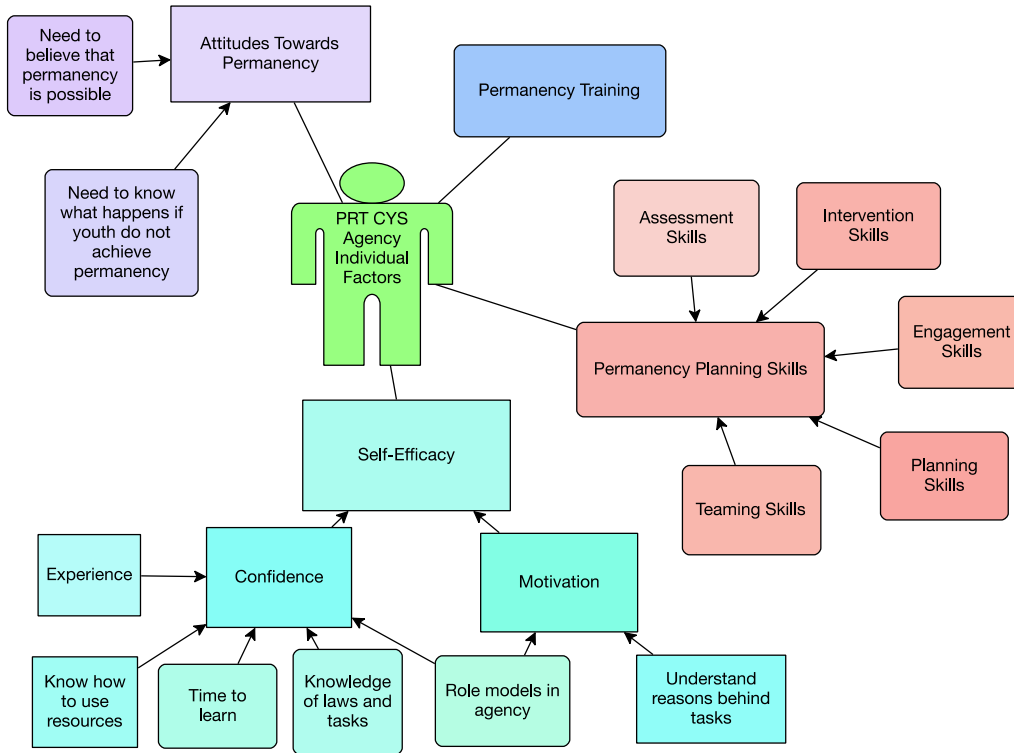 Need to
believe that
permanency
is possible
Attitudes Towards
Permanency
Permanency Training
Need to know
what happens if
youth do not
achieve
permanency
PRT CYS
Agency
Individual
Factors
Assessment
Skills
Intervention
Skills
Engagement
Skills
Permanency Planning Skills
Planning
Skills
Teaming Skills
Self-Efficacy
Experience
Confidence
Motivation
Know how
to use
resources
Time to
learn
Knowledge
of laws and
tasks
Role models in
agency
Understand
reasons behind
tasks